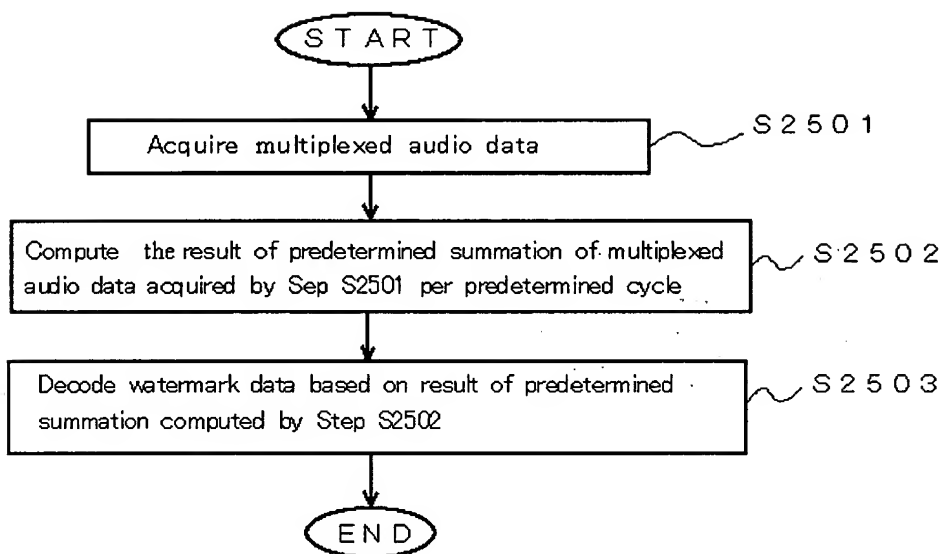 START
Acquire multiplexed audio data
S2501
Compute the result of predetermined summation of multiplexed
audio data acquired by Sep S2501 per predetermined cycle
S2502
Decode watermark data based on result of predetermined
summation computed by Step S2502
S2503
END